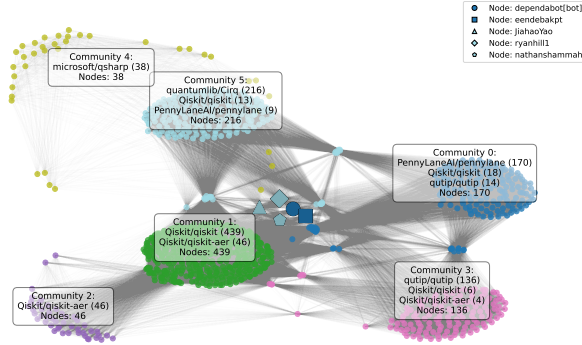 Node: dependabot[bot]
Node: eendebakpt
Node: JiahaoYao
Node: ryanhill1
Node: nathanshammah
Community 4:
microsoft/qsharp (38)
Nodes: 38
Community 5:
quantumlib/Cirq (216)
Qiskit/qiskit (13)
PennyLaneAI/pennylane (9)
Nodes: 216
Community 0:
PennyLaneAI/pennylane (170)
Qiskit/qiskit (18)
qutip/qutip (14)
Nodes: 170
Community 1:
Qiskit/qiskit (439)
Qiskit/qiskit-aer (46)
Nodes: 439
Community 3:
qutip/qutip (136)
Qiskit/qiskit (6)
Qiskit/qiskit-aer (4)
Nodes: 136
Community 2:
Qiskit/qiskit-aer (46)
Nodes: 46